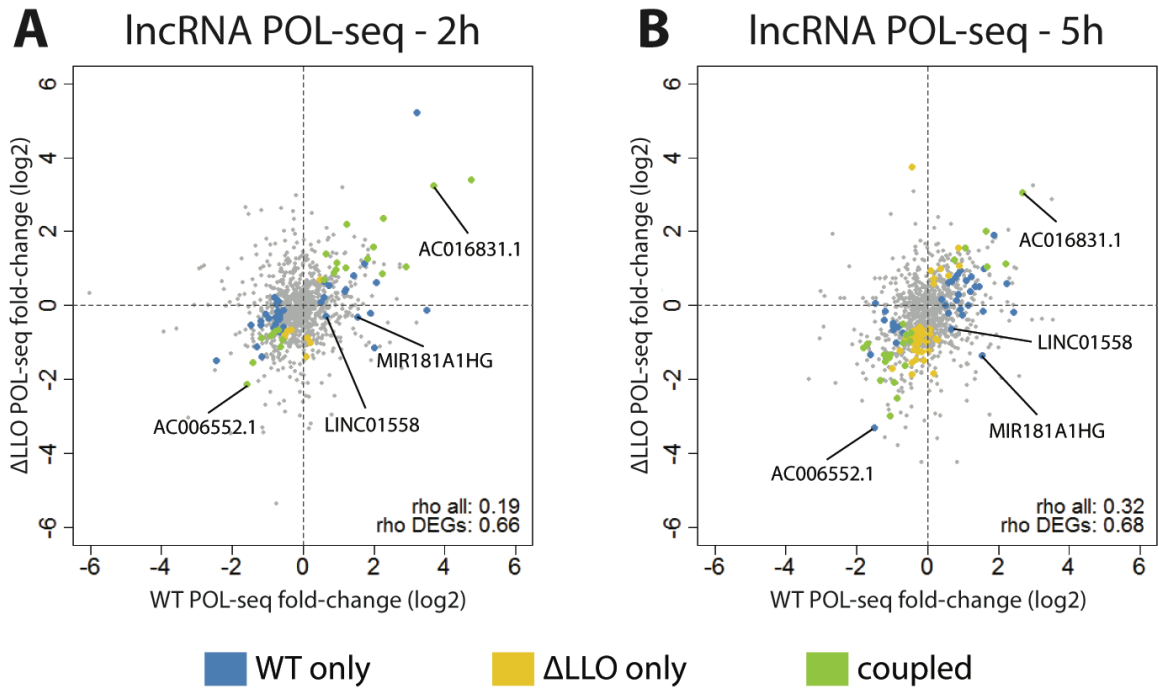 A lncRNA POL-seq - 2h
ΔLLO POL-seq fold-change (log2)
6
4
2
0
-2
-4
-6
AC016831.1
MIR181A1HG
LINC01558
AC006552.1
rho all: 0.19
rho DEGs: 0.66
-6 -4 -2 0 2 4 6
WT POL-seq fold-change (log2)
B lncRNA POL-seq - 5h
ΔLLO POL-seq fold-change (log2)
6
4
2
0
-2
-4
-6
AC016831.1
LINC01558
MIR181A1HG
AC006552.1
rho all: 0.32
rho DEGs: 0.68
-6 -4 -2 0 2 4 6
WT POL-seq fold-change (log2)
WT only ΔLLO only coupled